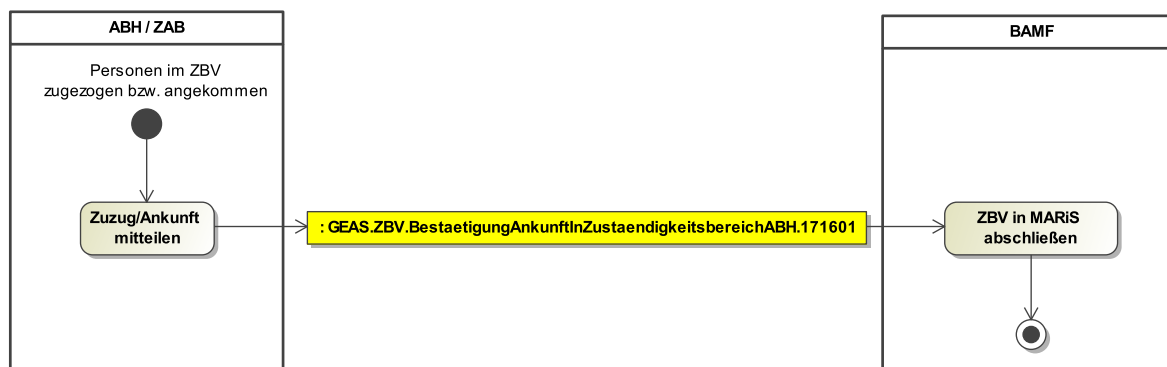 ABH / ZAB
Personen im ZBV
zugezogen bzw. angekommen
Zuzug/Ankunft
mitteilen
: GEAS.ZBV.BestaetigungAnkunftInZustaendigkeitsbereichABH.171601
BAMF
ZBV in MARiS
abschließen